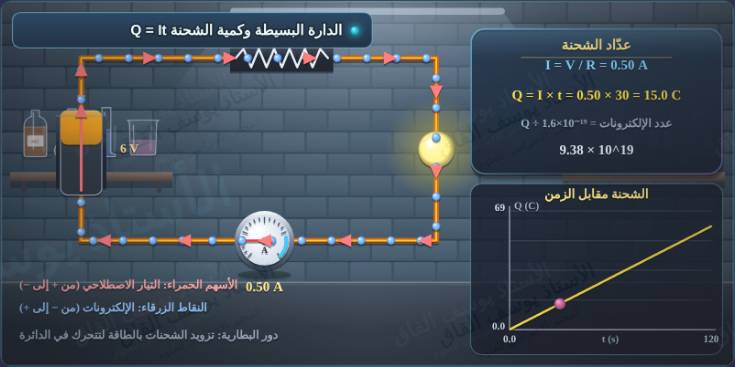 الدارة البسيطة وكمية الشحنة Q = It
عدّاد الشحنة
I = V / R = 0.50 A
Q = I × t = 0.50 × 30 = 15.0 C
عدد الإلكترونات = Q ÷ 1.6×10⁻¹⁹
9.38 × 10^19
6 V
A
0.50 A
الأسهم الحمراء: التيار الاصطلاحي (من + إلى −)
النقاط الزرقاء: الإلكترونات (من − إلى +)
دور البطارية: تزويد الشحنات بالطاقة لتتحرك في الدائرة
الشحنة مقابل الزمن
69
Q (C)
0.0
0.0
t (s)
120